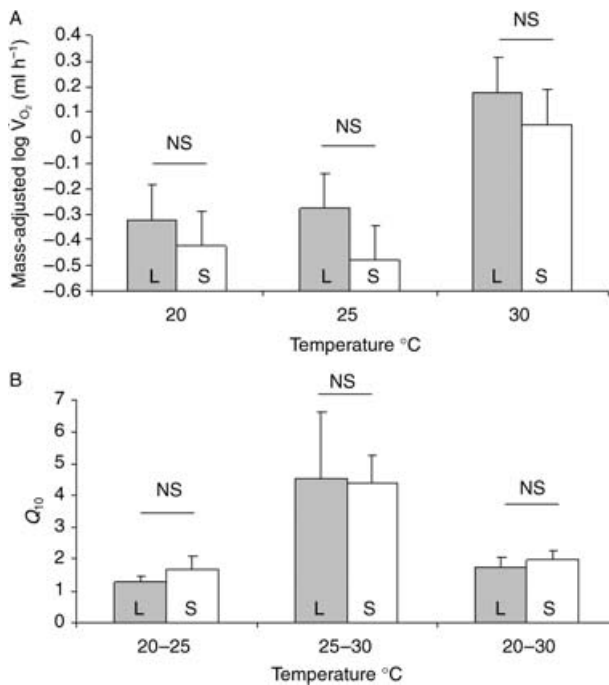 A
Mass-adjusted log V̇O₂ (ml h⁻¹)
0.4
0.3
0.2
0.1
0
–0.1
–0.2
–0.3
–0.4
–0.5
–0.6
NS
NS
NS
L S
L S
L S
20 25 30
Temperature °C
B
Q₁₀
7
6
5
4
3
2
1
0
NS
NS
NS
L S
L S
L S
20–25 25–30 20–30
Temperature °C